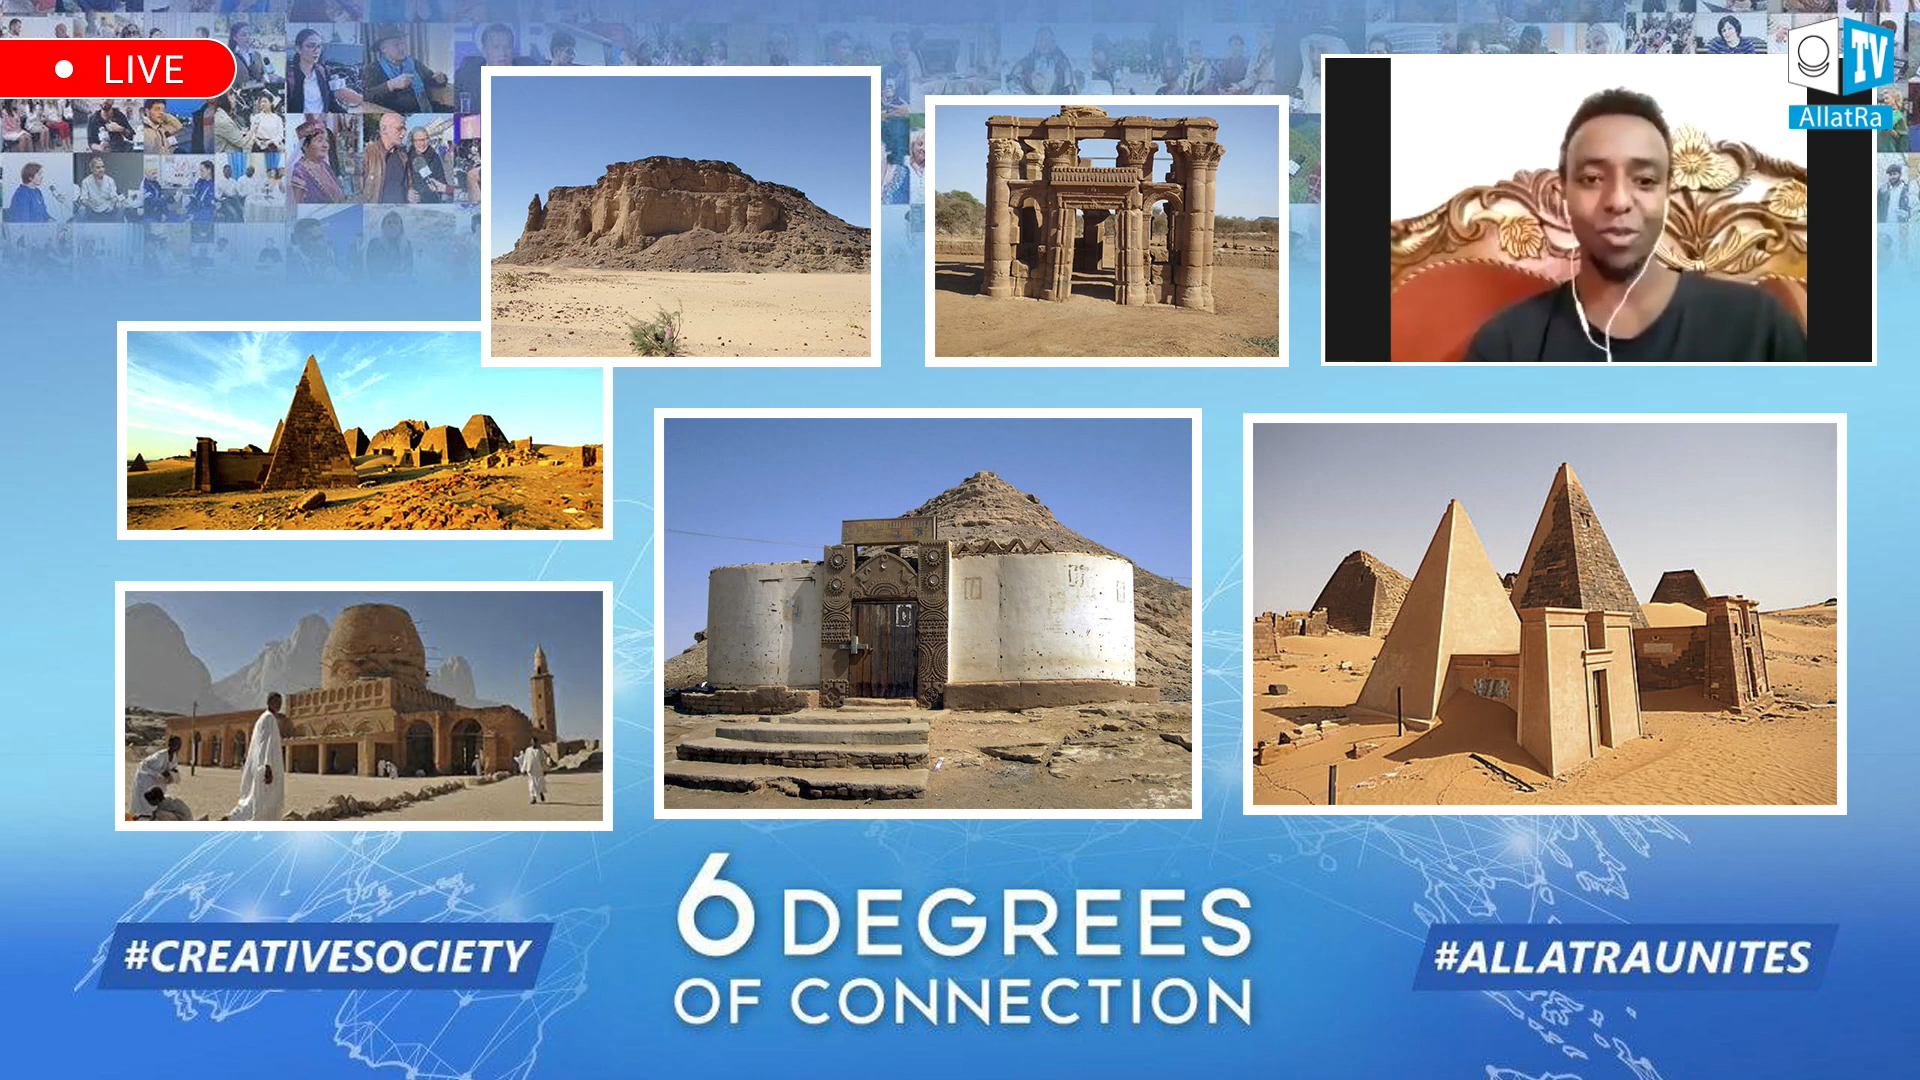 LIVE
TV
AllatRa
6 DEGREES
OF CONNECTION
#CREATIVESOCIETY
#ALLATRAUNITES